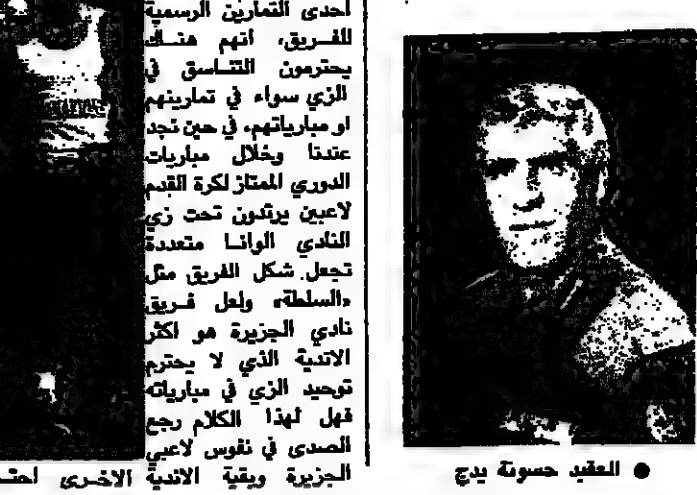 احدى التمارين الرسمية
للفريق، انهم هناك
يحترمون التناسق في
الزي سواء في تمارينهم
او مبارياتهم، في حين تجد
عندنا وخلال مباريات
الدوري الممتاز لكرة القدم
لاعبين يرتدون تحت زي
النادي الوانا متعددة
تجعل شكل الفريق مثل
«السلطة» ولعل فريق
نادي الجزيرة هو اكثر
الاندية الذي لا يحترم
توحيد الزي في مبارياته
فهل لهذا الكلام رجع
الصدى في نفوس لاعبي
الجزيرة وبقية الاندية الاخرى
● العقيد حسونة يدج